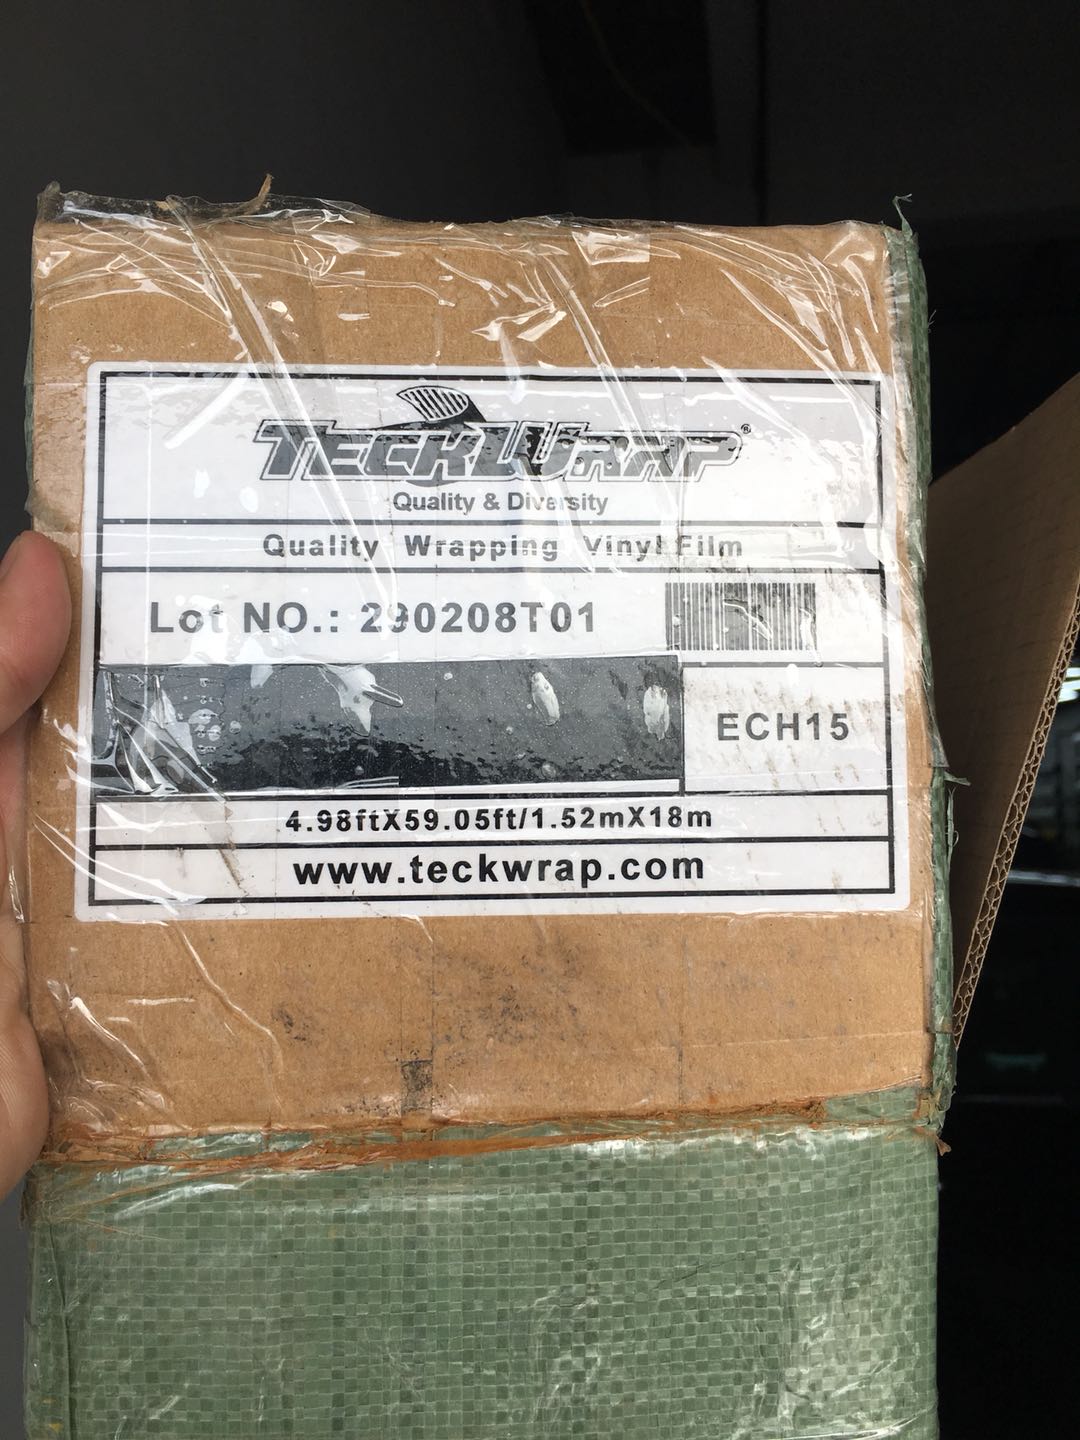 TECKWRAP®
Quality & Diversity
Quality Wrapping Vinyl Film
Lot NO.: 290208T01
ECH15
4.98ftX59.05ft/1.52mX18m
www.teckwrap.com